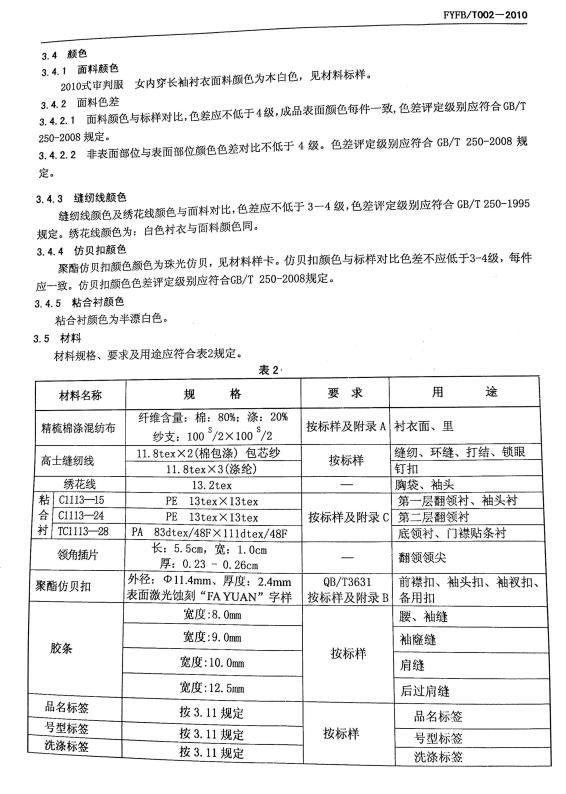 FYFB/T002—2010
3.4 颜色
3.4.1 面料颜色
2010式审判服 女内穿长袖衬衣面料颜色为本白色，见材料标样。
3.4.2 面料色差
3.4.2.1 面料颜色与标样对比,色差应不低于4级,成品表面颜色每件一致,色差评定级别应符合GB/T
250-2008 规定。
3.4.2.2 非表面部位与表面部位颜色色差对比不低于 4 级。色差评定级别应符合 GB/T 250-2008 规
定。
3.4.3 缝纫线颜色
缝纫线颜色及绣花线颜色与面料对比,色差应不低于 3—4 级,色差评定级别应符合 GB/T 250-1995
规定。绣花线颜色为：白色衬衣与面料颜色同。
3.4.4 仿贝扣颜色
聚酯仿贝扣颜色颜色为珠光仿贝，见材料样卡。仿贝扣颜色与标样对比色差不应低于3-4级，每件
应一致。仿贝扣颜色色差评定级别应符合GB/T 250-2008规定。
3.4.5 粘合衬颜色
粘合衬颜色为半漂白色。
3.5 材料
材料规格、要求及用途应符合表2规定。
表 2
材料名称 规 格 要 求 用 途
精梳棉涤混纺布 纤维含量：棉：80%；涤：20% 按标样及附录 A 衬衣面、里
纱支：100 S/2×100 S/2
高士缝纫线 11.8tex×2(棉包涤) 包芯纱 按标样 缝纫、环缝、打结、锁眼
11.8tex×3(涤纶) 钉扣
绣花线 13.2tex — 胸袋、袖头
粘合衬 C1113—15 PE 13tex×13tex 按标样及附录 C 第一层翻领衬、袖头衬
C1113—24 PE 13tex×13tex 第二层翻领衬
TC1113—28 PA 83dtex/48F×111dtex/48F 底领衬、门襟贴条衬
领角插片 长：5.5cm，宽：1.0cm — 翻领领尖
厚：0.23 - 0.26cm
聚酯仿贝扣 外径：Φ11.4mm、厚度：2.4mm QB/T3631 前襟扣、袖头扣、袖衩扣、
表面激光蚀刻“FA YUAN”字样 按标样及附录 B 备用扣
胶条 宽度:8.0mm 按标样 腰、袖缝
宽度:9.0mm 袖窿缝
宽度:10.0mm 肩缝
宽度:12.5mm 后过肩缝
品名标签 按 3.11 规定 按标样 品名标签
号型标签 按 3.11 规定 号型标签
洗涤标签 按 3.11 规定 洗涤标签